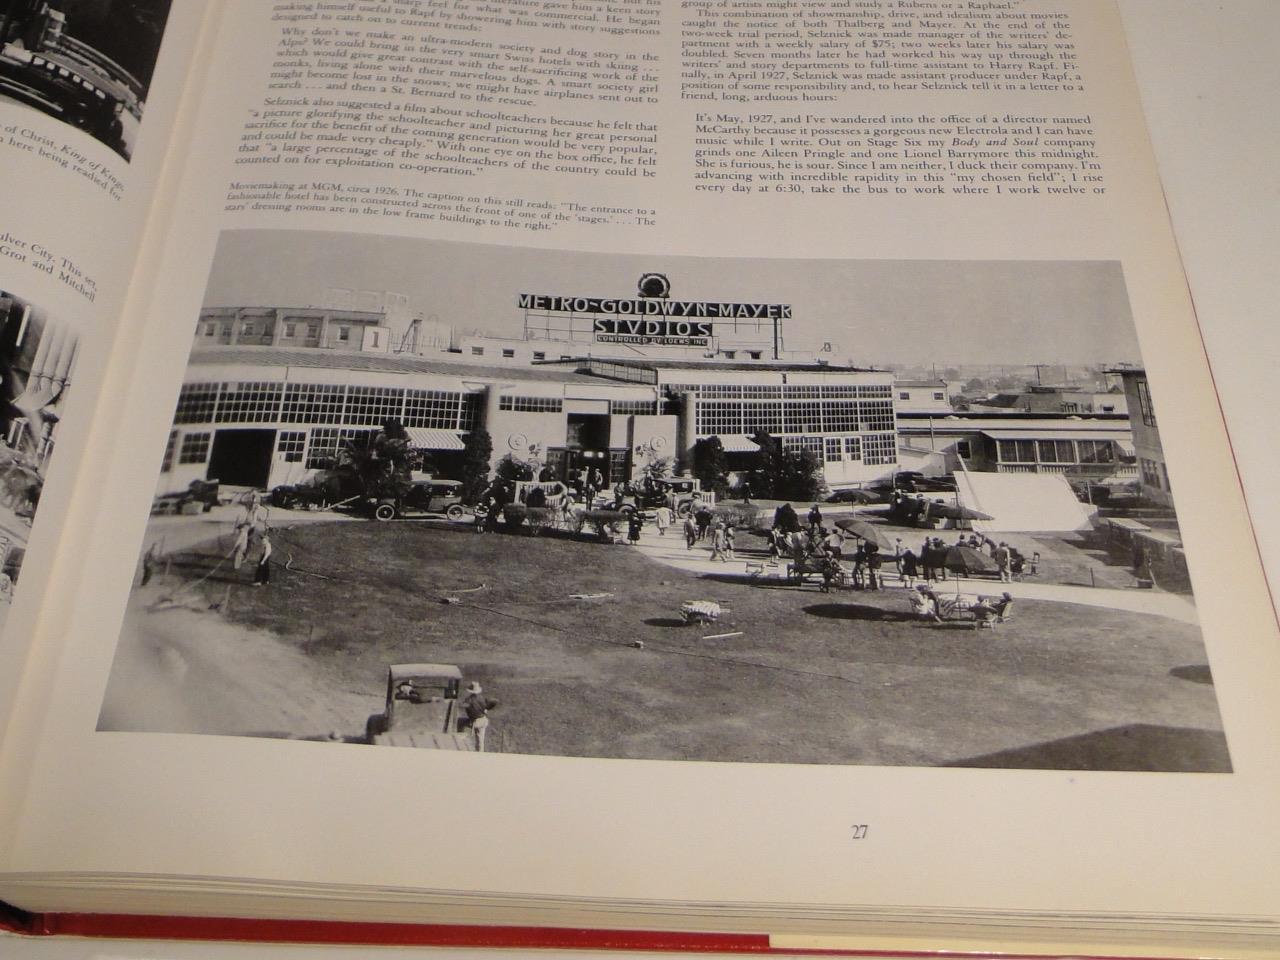 of Christ, King of Kings,
here being readied for
Culver City. This set,
Grot and Mitchell
literature gave him a keen story
a sharp feel for what was commercial. He began
making himself useful to Rapf by showering him with story suggestions
designed to catch on to current trends:
Why don't we make an ultra-modern society and dog story in the
Alps? We could bring in the very smart Swiss hotels with skiing . . .
which would give great contrast with the self-sacrificing work of the
monks, living alone with their marvelous dogs. A smart society girl
might become lost in the snows; we might have airplanes sent out to
search . . . and then a St. Bernard to the rescue.
Selznick also suggested a film about schoolteachers because he felt that
"a picture glorifying the schoolteacher and picturing her great personal
sacrifice for the benefit of the coming generation would be very popular,
and could be made very cheaply." With one eye on the box office, he felt
that "a large percentage of the schoolteachers of the country could be
counted on for exploitation co-operation."
Moviemaking at MGM, circa 1926. The caption on this still reads: "The entrance to a
fashionable hotel has been constructed across the front of one of the 'stages.' . . . The
stars' dressing rooms are in the low frame buildings to the right."
group of artists might view and study a Rubens or a Raphael."
This combination of showmanship, drive, and idealism about movies
caught the notice of both Thalberg and Mayer. At the end of the
two-week trial period, Selznick was made manager of the writers' de-
partment with a weekly salary of $75; two weeks later his salary was
doubled. Seven months later he had worked his way up through the
writers' and story departments to full-time assistant to Harry Rapf. Fi-
nally, in April 1927, Selznick was made assistant producer under Rapf, a
position of some responsibility and, to hear Selznick tell it in a letter to a
friend, long, arduous hours:
It's May, 1927, and I've wandered into the office of a director named
McCarthy because it possesses a gorgeous new Electrola and I can have
music while I write. Out on Stage Six my Body and Soul company
grinds one Aileen Pringle and one Lionel Barrymore this midnight.
She is furious, he is sour. Since I am neither, I duck their company. I'm
advancing with incredible rapidity in this "my chosen field"; I rise
every day at 6:30, take the bus to work where I work twelve or
METRO-GOLDWYN-MAYER
STVDIOS
CONTROLLED BY LOEWS INC
1
27